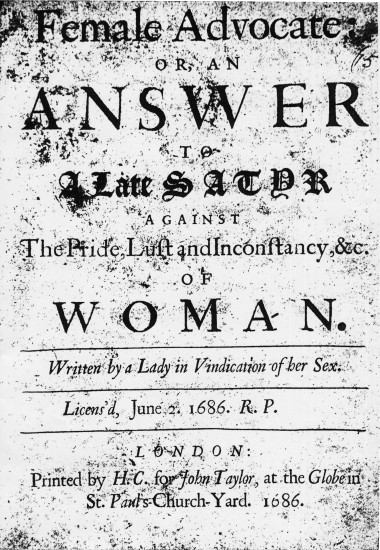 Female Advocate:
OR, AN
ANSWER
TO
A Late SATYR
AGAINST
The Pride, Luſt and Inconſtancy, &c.
OF
WOMAN.
Written by a Lady in Vindication of her Sex.
Licens'd, June 2. 1686. R. P.
LONDON:
Printed by H.C. for John Taylor, at the Globe in
St. Paul's-Church-Yard. 1686.